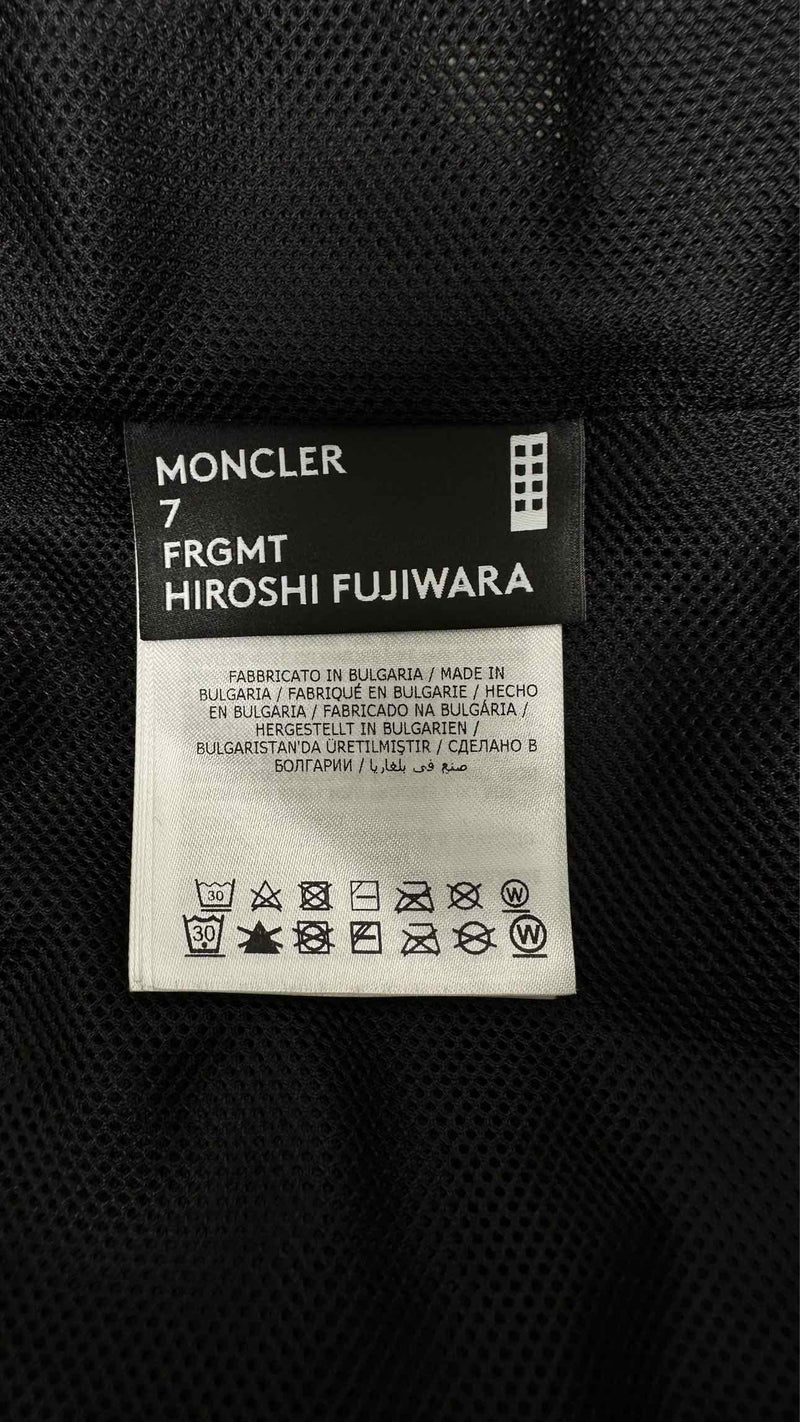 MONCLER
7
FRGMT
HIROSHI FUJIWARA
FABBRICATO IN BULGARIA / MADE IN
BULGARIA / FABRIQUÉ EN BULGARIE / HECHO
EN BULGARIA / FABRICADO NA BULGÁRIA /
HERGESTELLT IN BULGARIEN /
BULGARISTAN'DA ÜRETILMIŞTIR / СДЕЛАНО В
БОЛГАРИИ / صنع في بلغاريا
30 W
30 W